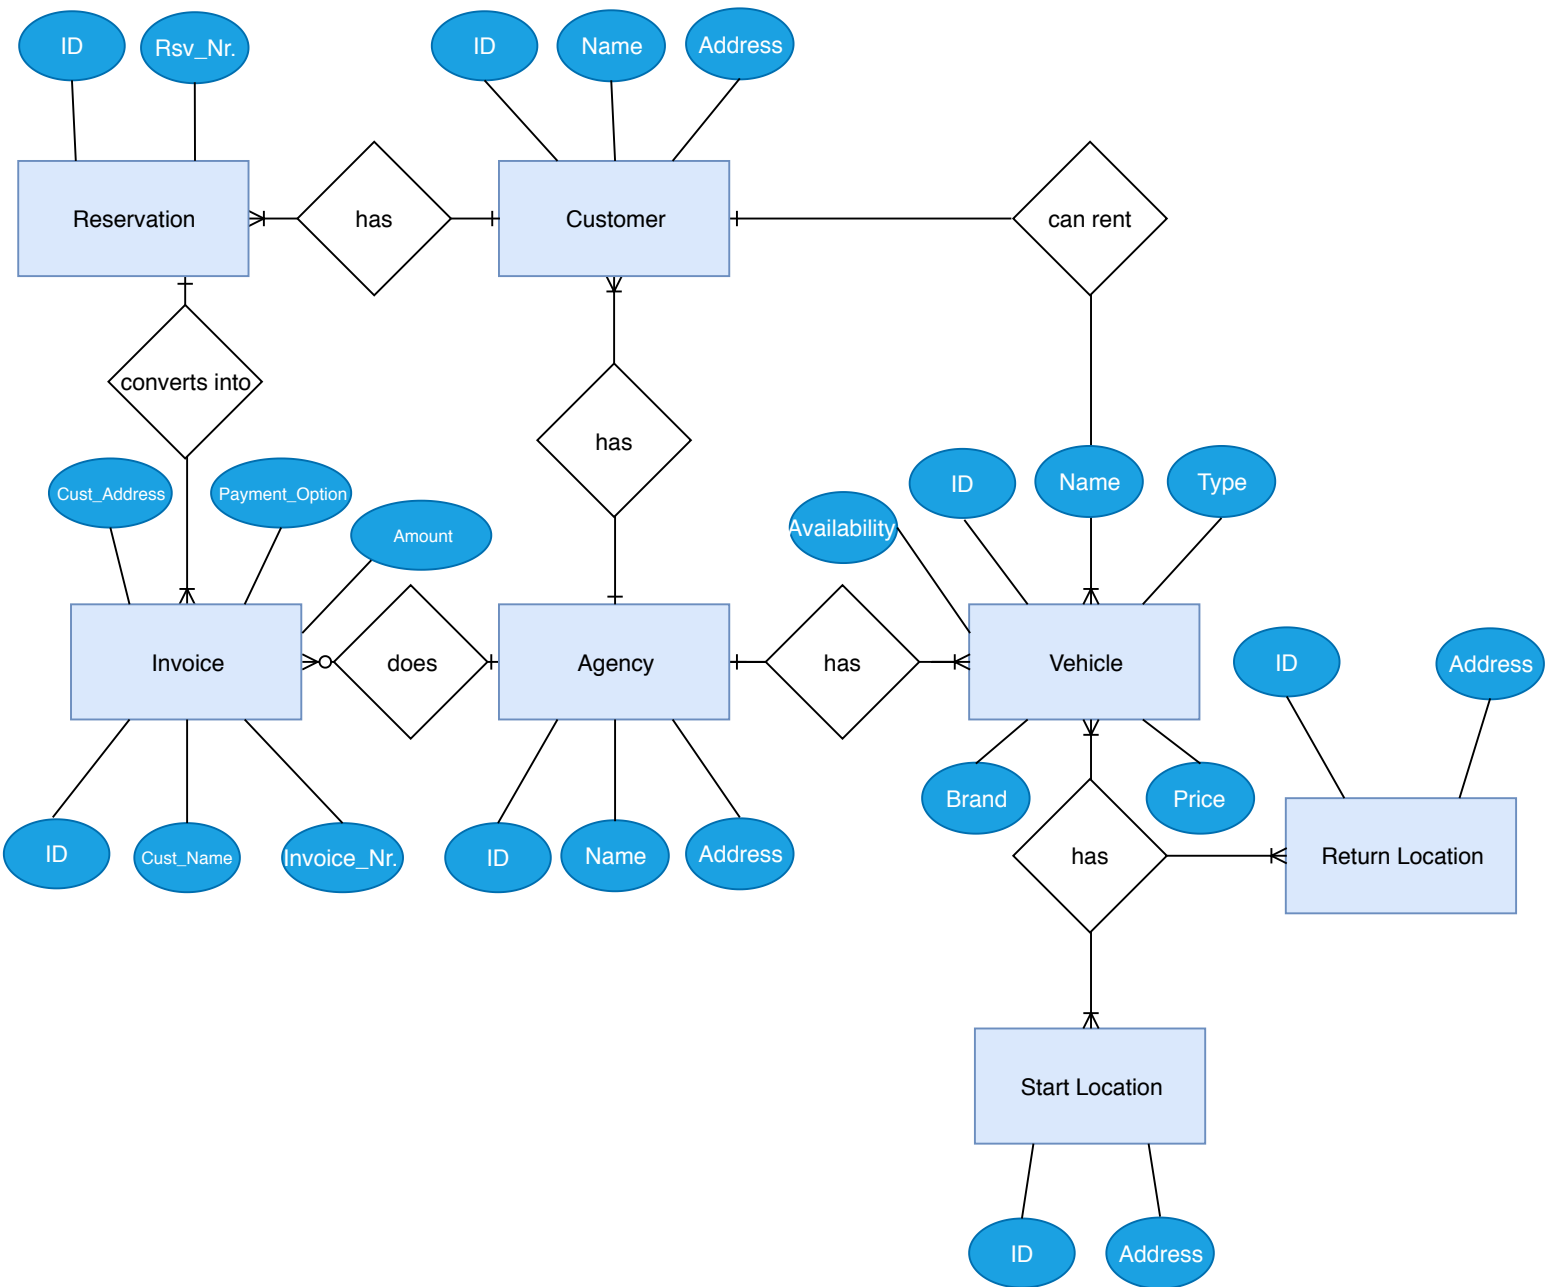 ID
Rsv_Nr.
ID
Name
Address
Reservation
has
Customer
can rent
converts into
has
Cust_Address
Payment_Option
Amount
Availability
ID
Name
Type
Invoice
does
Agency
has
Vehicle
ID
Address
Brand
Price
ID
Cust_Name
Invoice_Nr.
ID
Name
Address
has
Return Location
Start Location
ID
Address